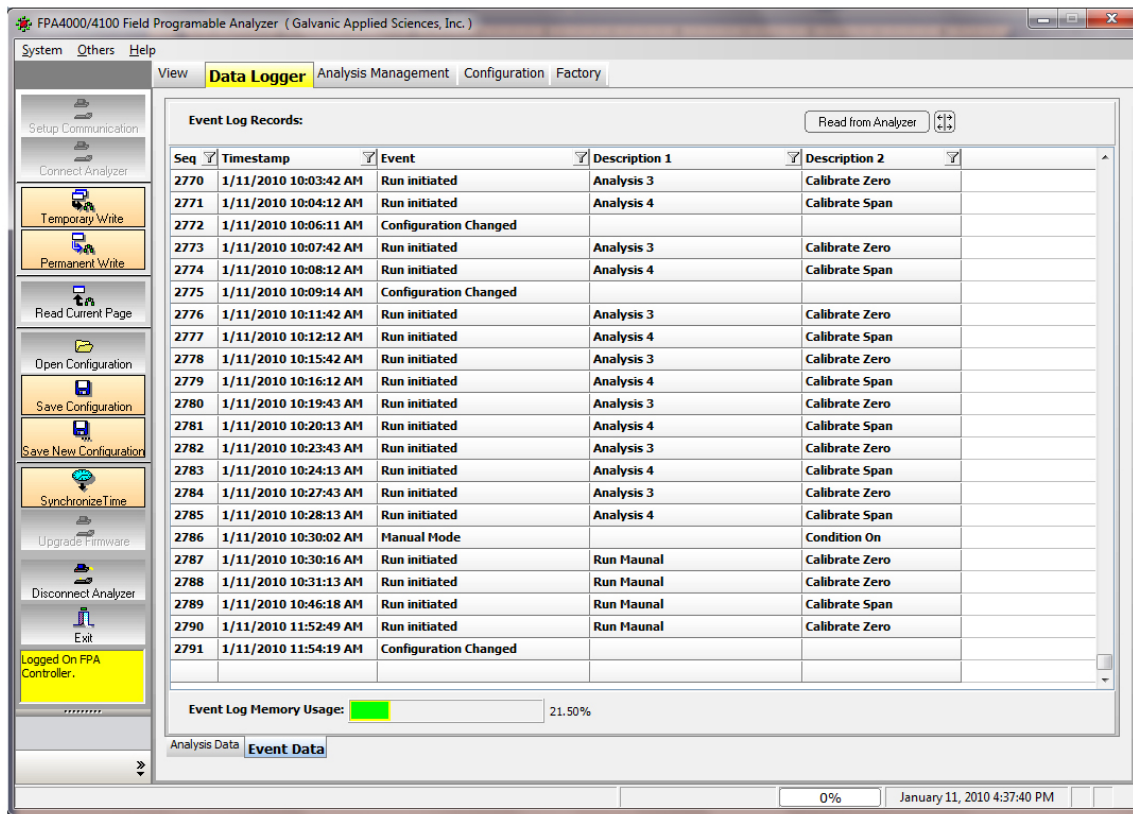 FPA4000/4100 Field Programable Analyzer ( Galvanic Applied Sciences, Inc. )
System Others Help
View Data Logger Analysis Management Configuration Factory
Setup Communication
Connect Analyzer
Temporary Write
Permanent Write
Read Current Page
Open Configuration
Save Configuration
Save New Configuration
SynchronizeTime
Upgrade Firmware
Disconnect Analyzer
Exit
Logged On FPA
Controller.
Event Log Records: Read from Analyzer
Seq Timestamp Event Description 1 Description 2
2770 1/11/2010 10:03:42 AM Run initiated Analysis 3 Calibrate Zero
2771 1/11/2010 10:04:12 AM Run initiated Analysis 4 Calibrate Span
2772 1/11/2010 10:06:11 AM Configuration Changed
2773 1/11/2010 10:07:42 AM Run initiated Analysis 3 Calibrate Zero
2774 1/11/2010 10:08:12 AM Run initiated Analysis 4 Calibrate Span
2775 1/11/2010 10:09:14 AM Configuration Changed
2776 1/11/2010 10:11:42 AM Run initiated Analysis 3 Calibrate Zero
2777 1/11/2010 10:12:12 AM Run initiated Analysis 4 Calibrate Span
2778 1/11/2010 10:15:42 AM Run initiated Analysis 3 Calibrate Zero
2779 1/11/2010 10:16:12 AM Run initiated Analysis 4 Calibrate Span
2780 1/11/2010 10:19:43 AM Run initiated Analysis 3 Calibrate Zero
2781 1/11/2010 10:20:13 AM Run initiated Analysis 4 Calibrate Span
2782 1/11/2010 10:23:43 AM Run initiated Analysis 3 Calibrate Zero
2783 1/11/2010 10:24:13 AM Run initiated Analysis 4 Calibrate Span
2784 1/11/2010 10:27:43 AM Run initiated Analysis 3 Calibrate Zero
2785 1/11/2010 10:28:13 AM Run initiated Analysis 4 Calibrate Span
2786 1/11/2010 10:30:02 AM Manual Mode Condition On
2787 1/11/2010 10:30:16 AM Run initiated Run Maunal Calibrate Zero
2788 1/11/2010 10:31:13 AM Run initiated Run Maunal Calibrate Zero
2789 1/11/2010 10:46:18 AM Run initiated Run Maunal Calibrate Span
2790 1/11/2010 11:52:49 AM Run initiated Run Maunal Calibrate Zero
2791 1/11/2010 11:54:19 AM Configuration Changed
Event Log Memory Usage: 21.50%
Analysis Data Event Data
0% January 11, 2010 4:37:40 PM